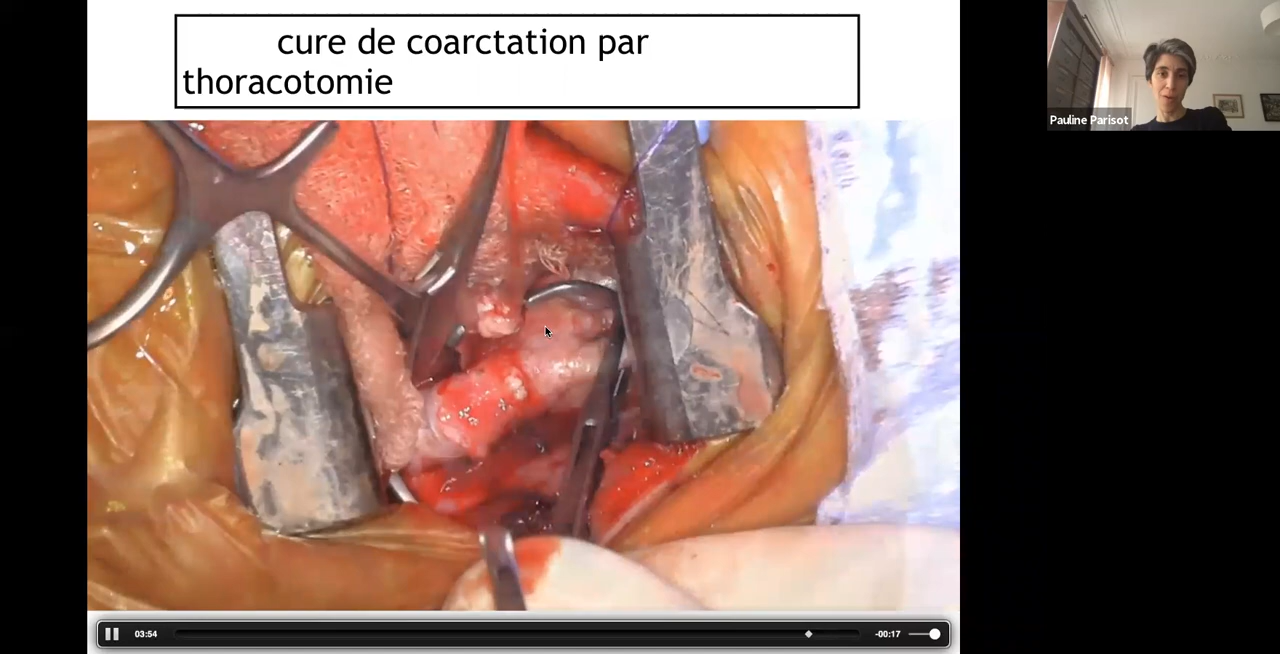 cure de coarctation par
thoracotomie
Pauline Parisot
03:54
-00:17